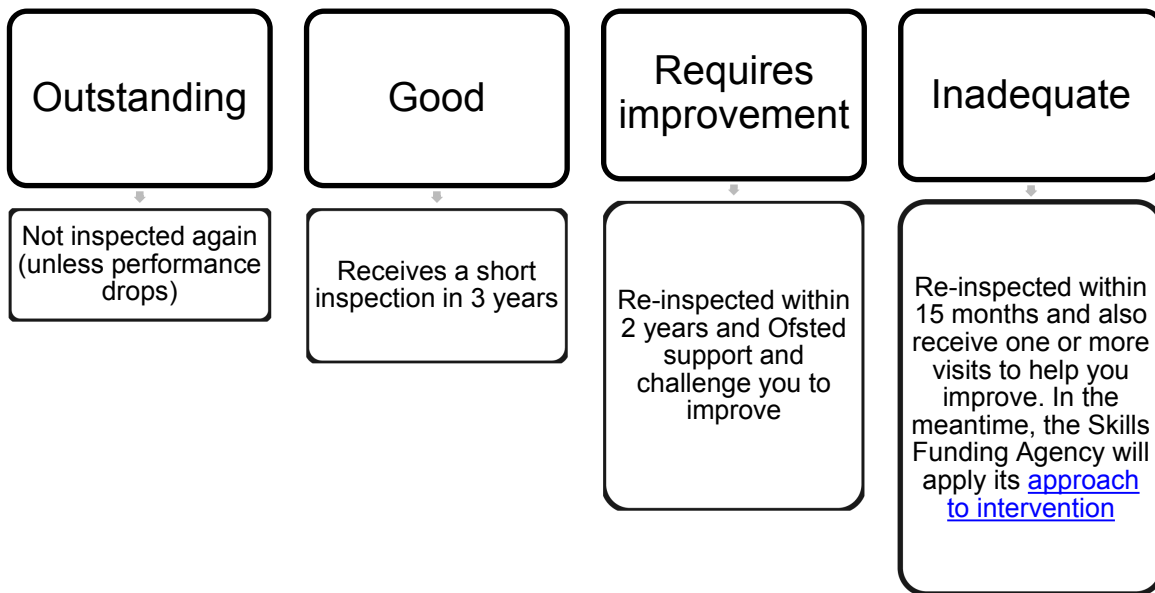 Outstanding
Not inspected again
(unless performance
drops)
Good
Receives a short
inspection in 3 years
Requires
improvement
Re-inspected within
2 years and Ofsted
support and
challenge you to
improve
Inadequate
Re-inspected within
15 months and also
receive one or more
visits to help you
improve. In the
meantime, the Skills
Funding Agency will
apply its approach
to intervention